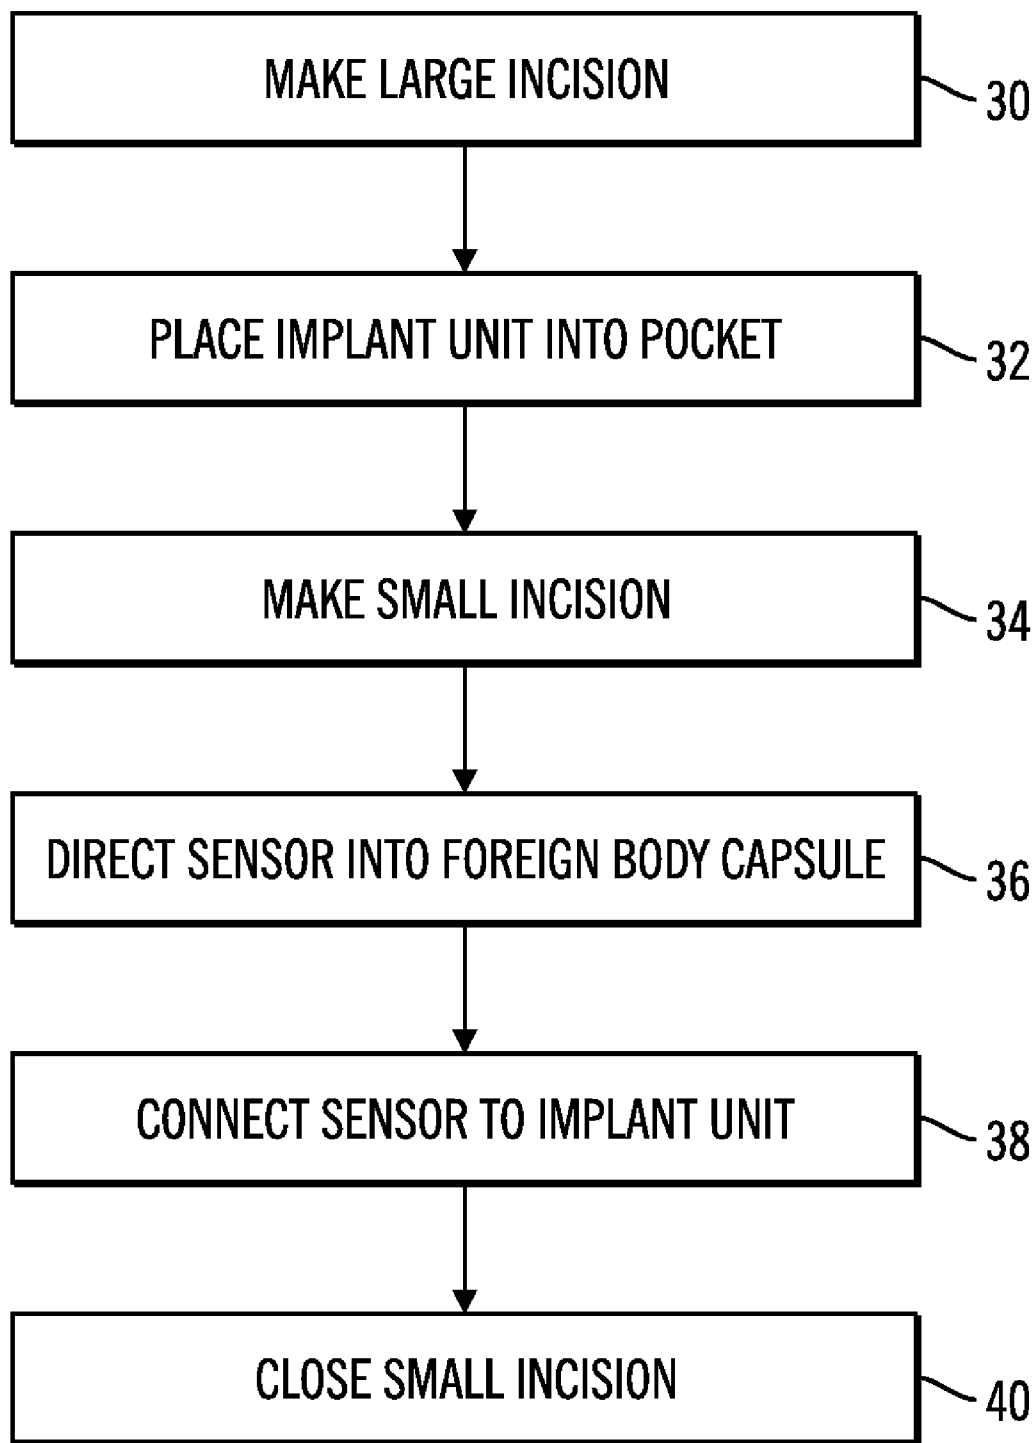 MAKE LARGE INCISION
30
PLACE IMPLANT UNIT INTO POCKET
32
MAKE SMALL INCISION
34
DIRECT SENSOR INTO FOREIGN BODY CAPSULE
36
CONNECT SENSOR TO IMPLANT UNIT
38
CLOSE SMALL INCISION
40